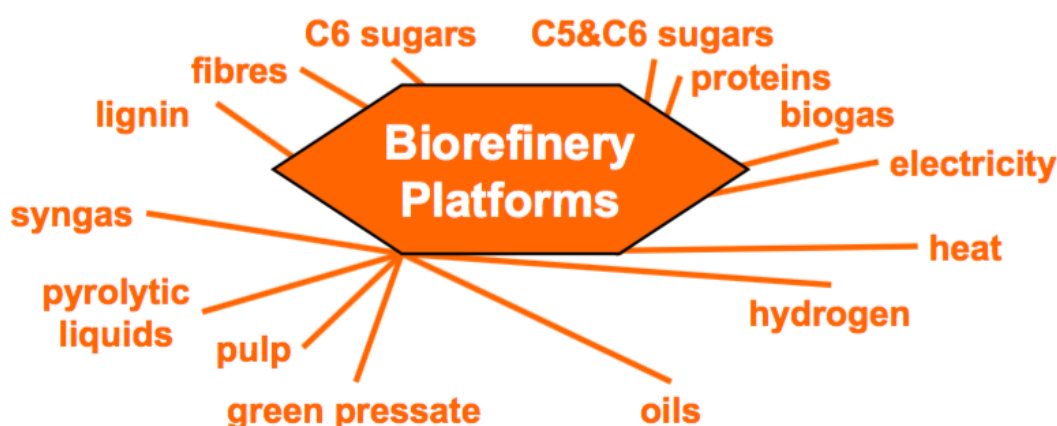 C6 sugars
C5&C6 sugars
fibres
proteins
lignin
biogas
Biorefinery
Platforms
electricity
syngas
heat
pyrolytic
liquids
hydrogen
pulp
green pressate
oils